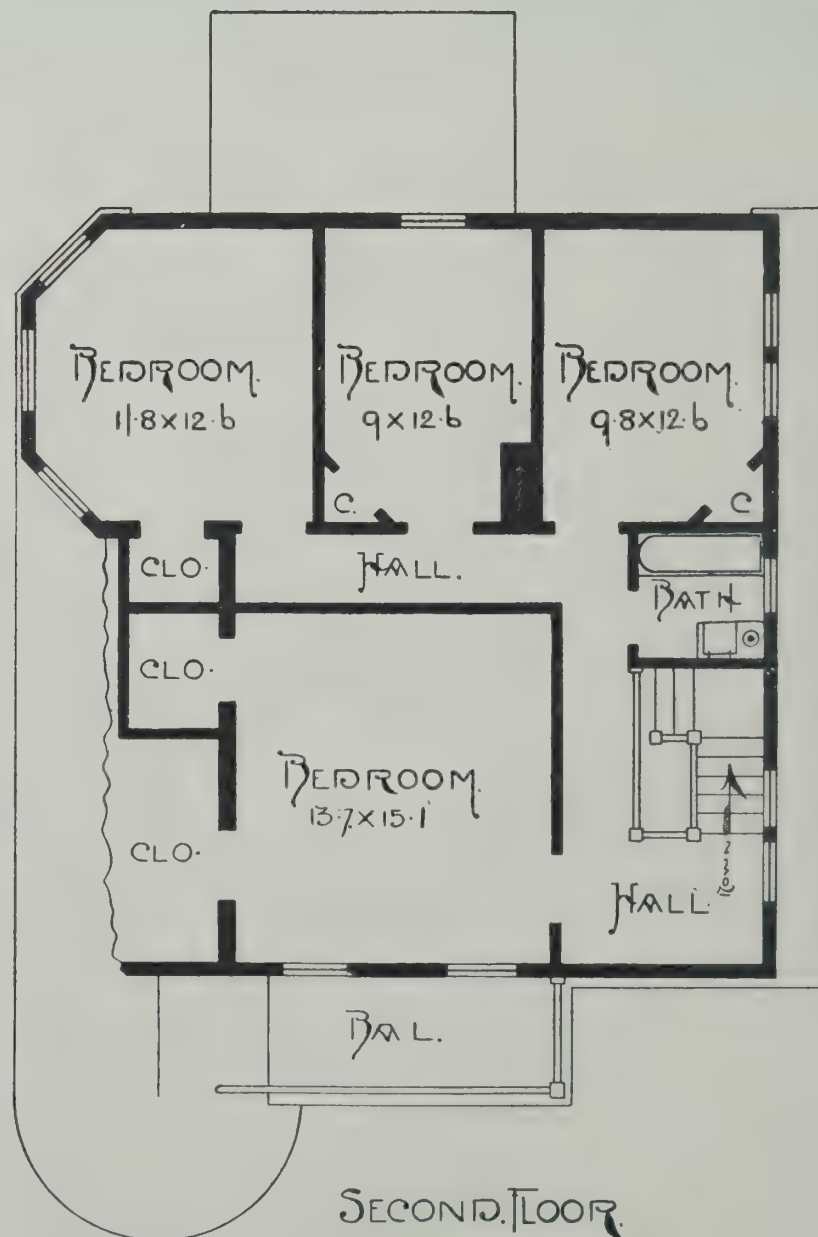 BEDROOM.
11·8×12·6
BEDROOM.
9×12·6
BEDROOM.
9·8×12·6
C.
C
CLO·
HALL.
BATH
CLO·
BEDROOM.
13·7×15·1
CLO·
HALL.
BAL.
SECOND. FLOOR.